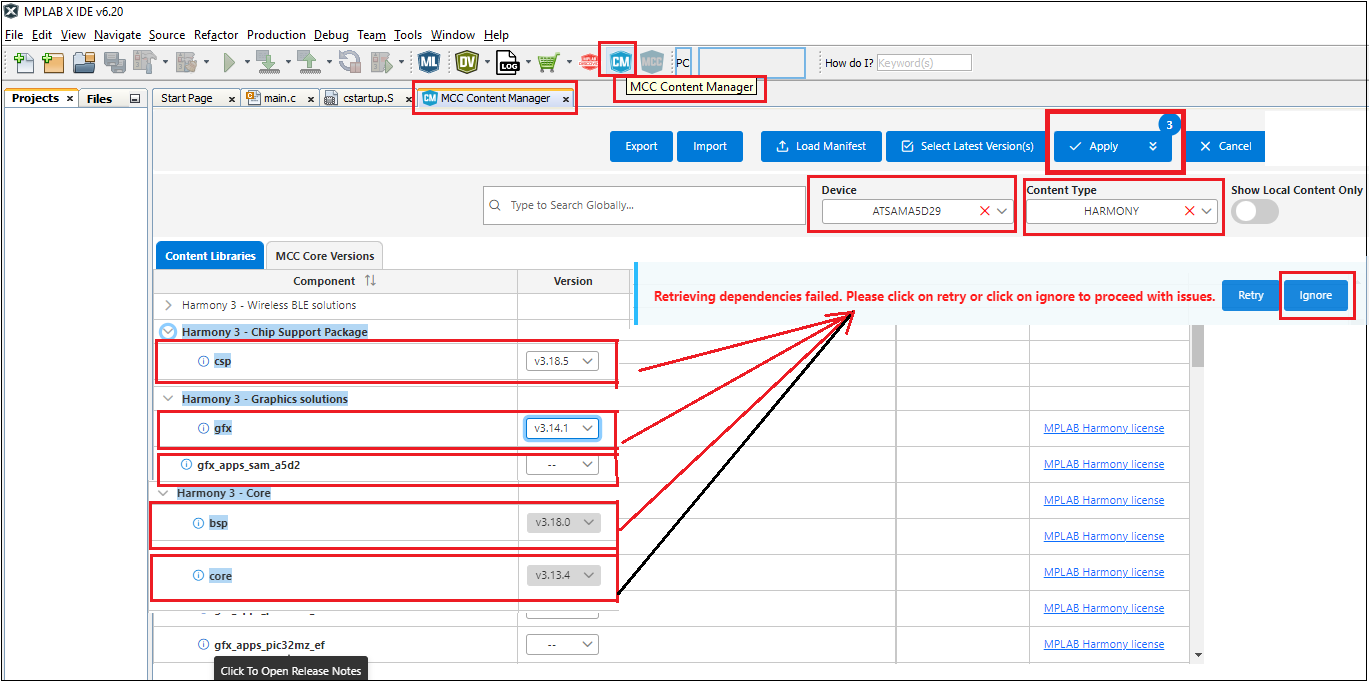 MPLAB X IDE v6.20
File Edit View Navigate Source Refactor Production Debug Team Tools Window Help
ML DV LOG CM MCC PC How do I? Keyword(s)
MCC Content Manager
Projects x Files Start Page x main.c x cstartup.S x CM MCC Content Manager x
3
Export Import Load Manifest Select Latest Version(s) Apply Cancel
Device Content Type Show Local Content Only
Type to Search Globally... ATSAMA5D29 HARMONY
Content Libraries MCC Core Versions
Component Version
Retrieving dependencies failed. Please click on retry or click on ignore to proceed with issues. Retry Ignore
Harmony 3 - Wireless BLE solutions
Harmony 3 - Chip Support Package
csp v3.18.5
Harmony 3 - Graphics solutions
gfx v3.14.1 MPLAB Harmony license
gfx_apps_sam_a5d2 -- MPLAB Harmony license
Harmony 3 - Core MPLAB Harmony license
bsp v3.18.0 MPLAB Harmony license
core v3.13.4 MPLAB Harmony license
MPLAB Harmony license
gfx_apps_pic32mz_ef -- MPLAB Harmony license
Click To Open Release Notes